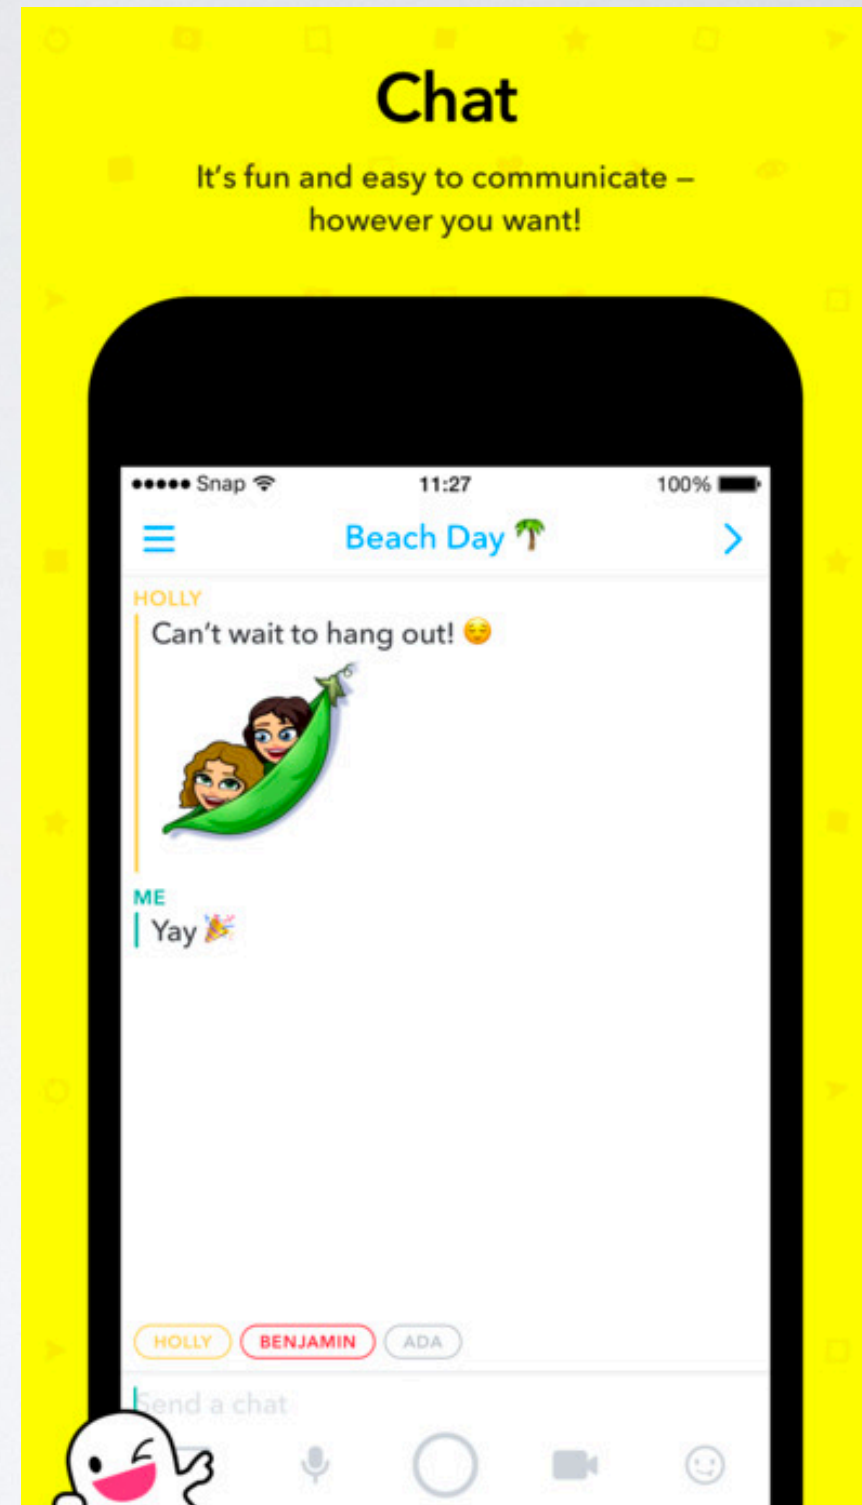 Chat
It's fun and easy to communicate –
however you want!
Snap 11:27 100%
Beach Day 🌴
HOLLY
Can't wait to hang out! 😌
ME
Yay 🎉
HOLLY BENJAMIN ADA
Send a chat